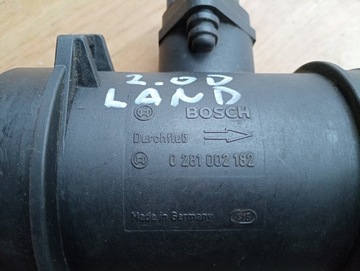 2.0D
LAND
BOSCH
Durchfluß
0 281 002 182
Made in Germany